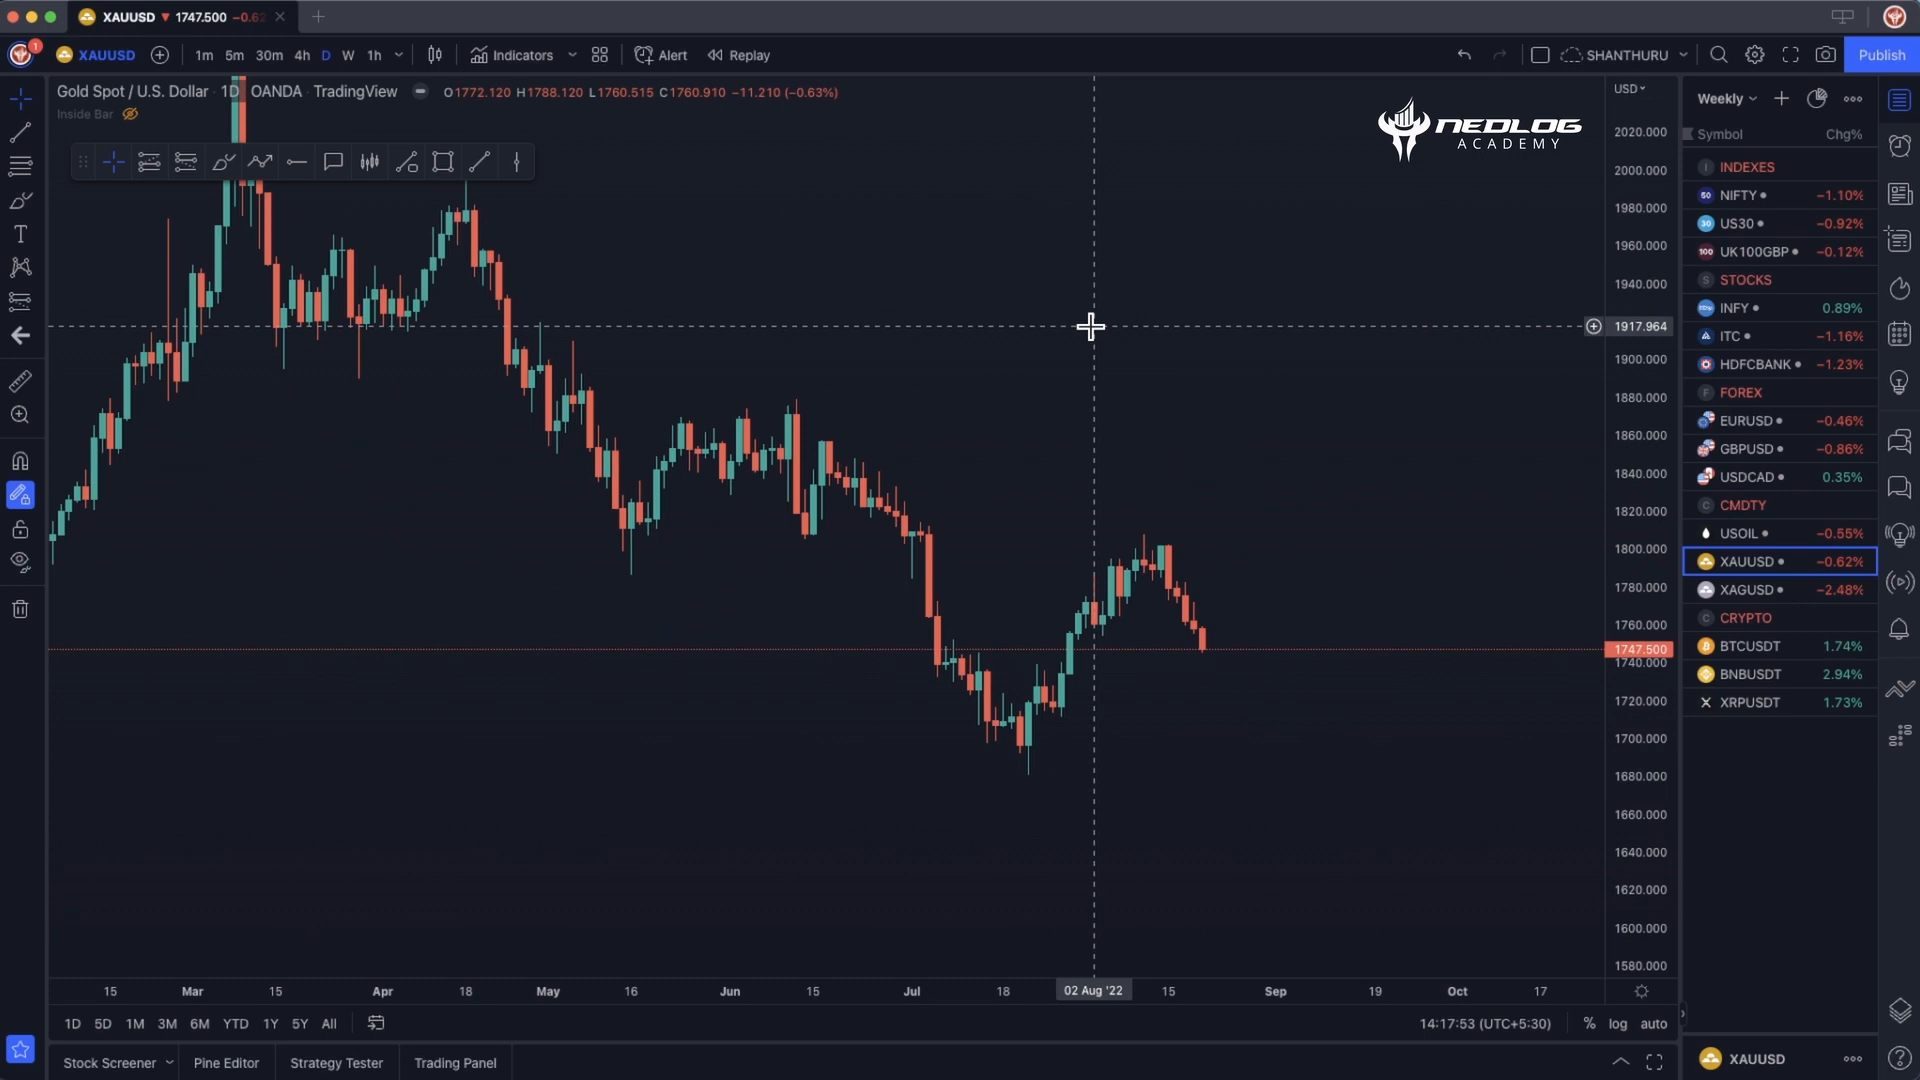 XAUUSD ▼ 1747.500 −0.62
1
XAUUSD 1m 5m 30m 4h D W 1h Indicators Alert Replay SHANTHURU Publish
Gold Spot / U.S. Dollar 1D OANDA TradingView O1772.120 H1788.120 L1760.515 C1760.910 −11.210 (−0.63%)
Inside Bar
NEDLOG
ACADEMY
USD
2020.000
2000.000
1980.000
1960.000
1940.000
1917.964
1900.000
1880.000
1860.000
1840.000
1820.000
1800.000
1780.000
1760.000
1747.500
1740.000
1720.000
1700.000
1680.000
1660.000
1640.000
1620.000
1600.000
1580.000
Weekly
Symbol Chg%
I INDEXES
50 NIFTY −1.10%
30 US30 −0.92%
100 UK100GBP −0.12%
S STOCKS
INFY 0.89%
ITC −1.16%
HDFCBANK −1.23%
F FOREX
EURUSD −0.46%
GBPUSD −0.86%
USDCAD 0.35%
C CMDTY
USOIL −0.55%
XAUUSD −0.62%
XAGUSD −2.48%
C CRYPTO
BTCUSDT 1.74%
BNBUSDT 2.94%
XRPUSDT 1.73%
15 Mar 15 Apr 18 May 16 Jun 15 Jul 18 02 Aug '22 15 Sep 19 Oct 17
1D 5D 1M 3M 6M YTD 1Y 5Y All 14:17:53 (UTC+5:30) % log auto
Stock Screener Pine Editor Strategy Tester Trading Panel
XAUUSD